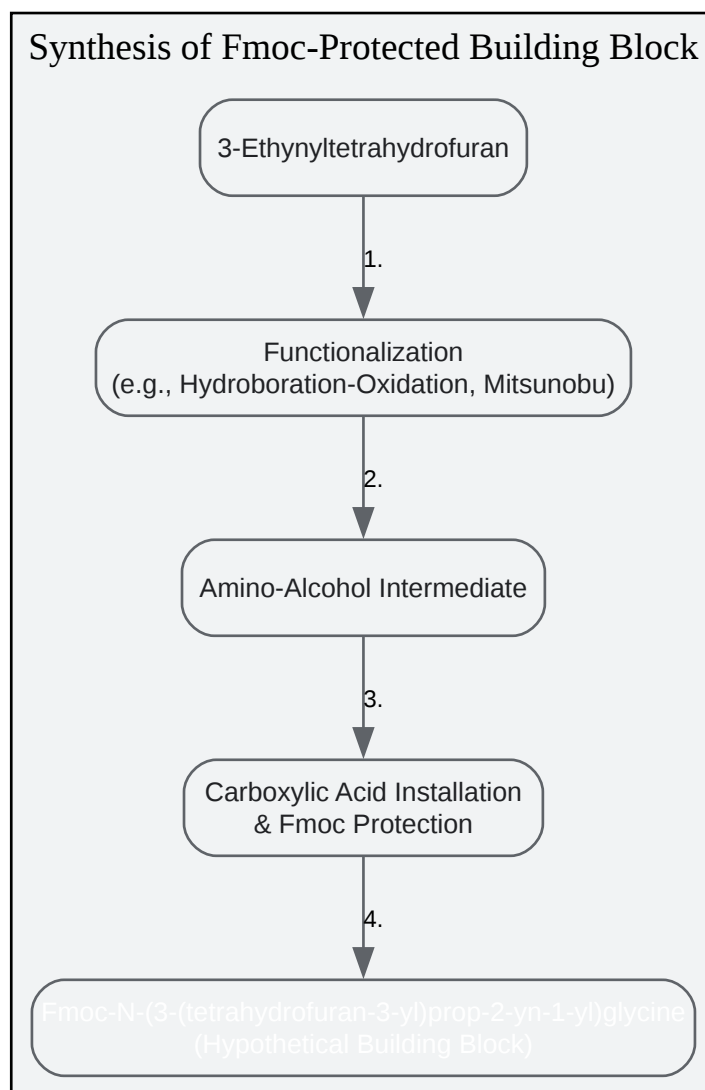 Synthesis of Fmoc-Protected Building Block
3-Ethynyltetrahydrofuran
1.
Functionalization
(e.g., Hydroboration-Oxidation, Mitsunobu)
2.
Amino-Alcohol Intermediate
3.
Carboxylic Acid Installation
& Fmoc Protection
4.
Fmoc-N-(3-(tetrahydrofuran-3-yl)prop-2-yn-1-yl)glycine
(Hypothetical Building Block)